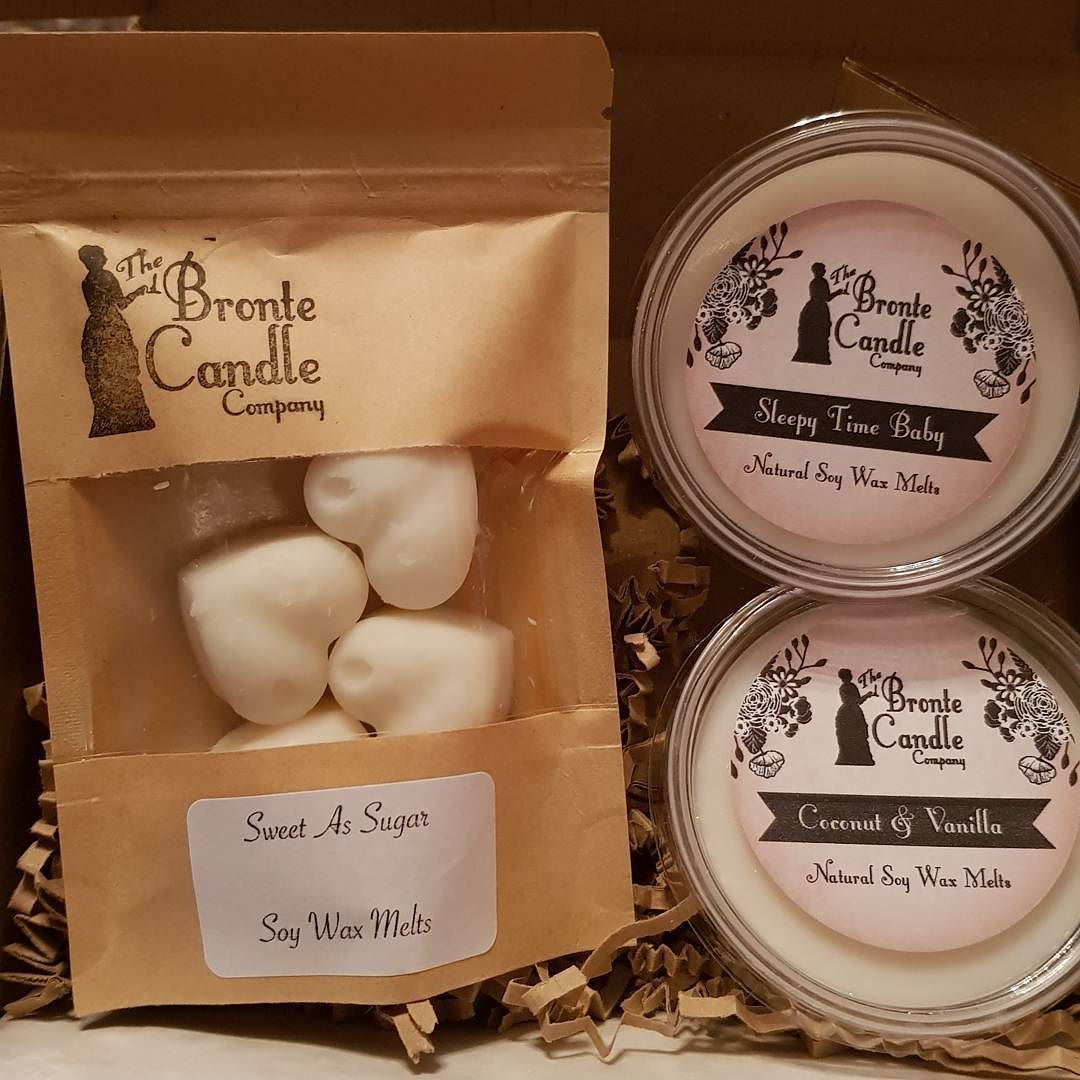 The
Bronte
Candle
Company
Sweet As Sugar
Soy Wax Melts
The
Bronte
Candle
Company
Sleepy Time Baby
Natural Soy Wax Melts
The
Bronte
Candle
Company
Coconut & Vanilla
Natural Soy Wax Melts